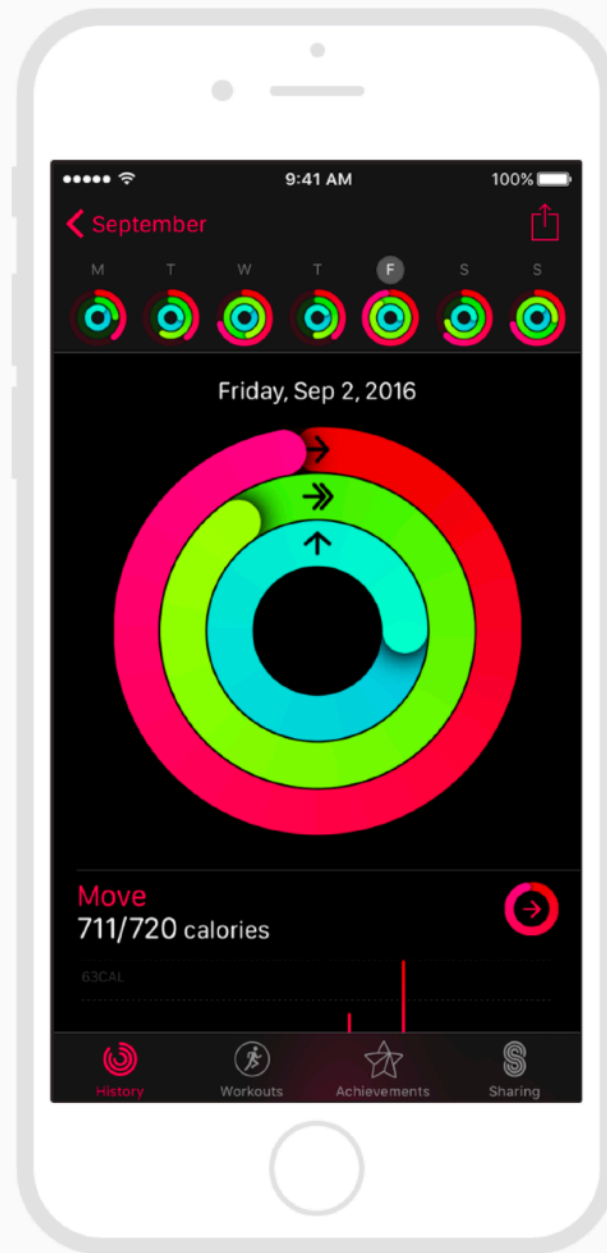 9:41 AM
100%
September
M T W T F S S
Friday, Sep 2, 2016
Move
711/720 calories
63CAL
History Workouts Achievements Sharing